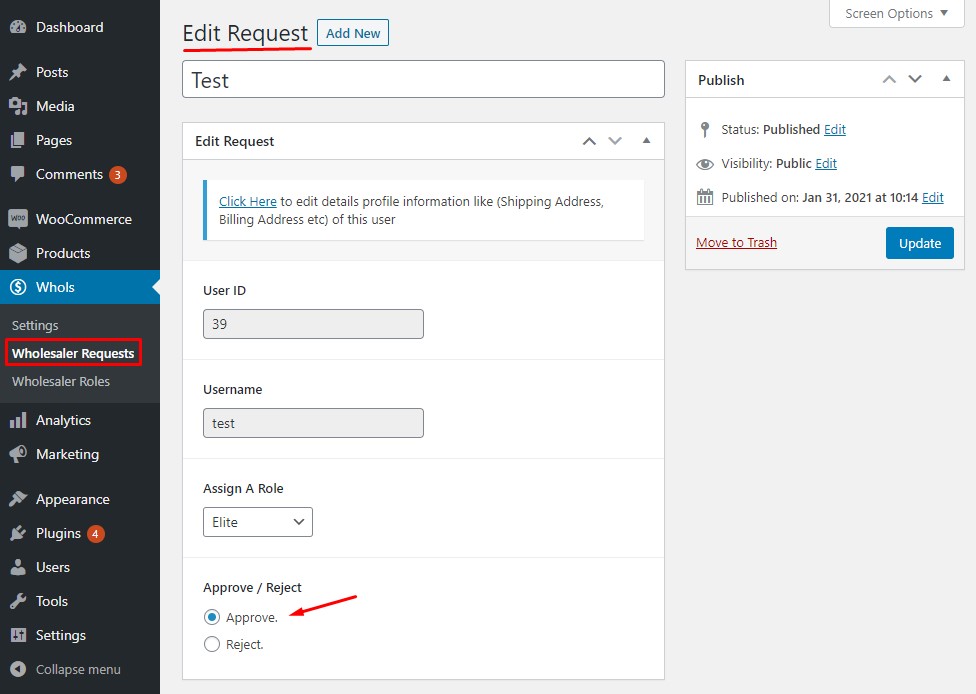 Dashboard
Posts
Media
Pages
Comments 3
WOO WooCommerce
Products
Whols
Settings
Wholesaler Requests
Wholesaler Roles
Analytics
Marketing
Appearance
Plugins 4
Users
Tools
Settings
Collapse menu
Screen Options
Edit Request Add New
Test
Edit Request
Click Here to edit details profile information like (Shipping Address,
Billing Address etc) of this user
User ID
39
Username
test
Assign A Role
Elite
Approve / Reject
Approve.
Reject.
Publish
Status: Published Edit
Visibility: Public Edit
Published on: Jan 31, 2021 at 10:14 Edit
Move to Trash Update